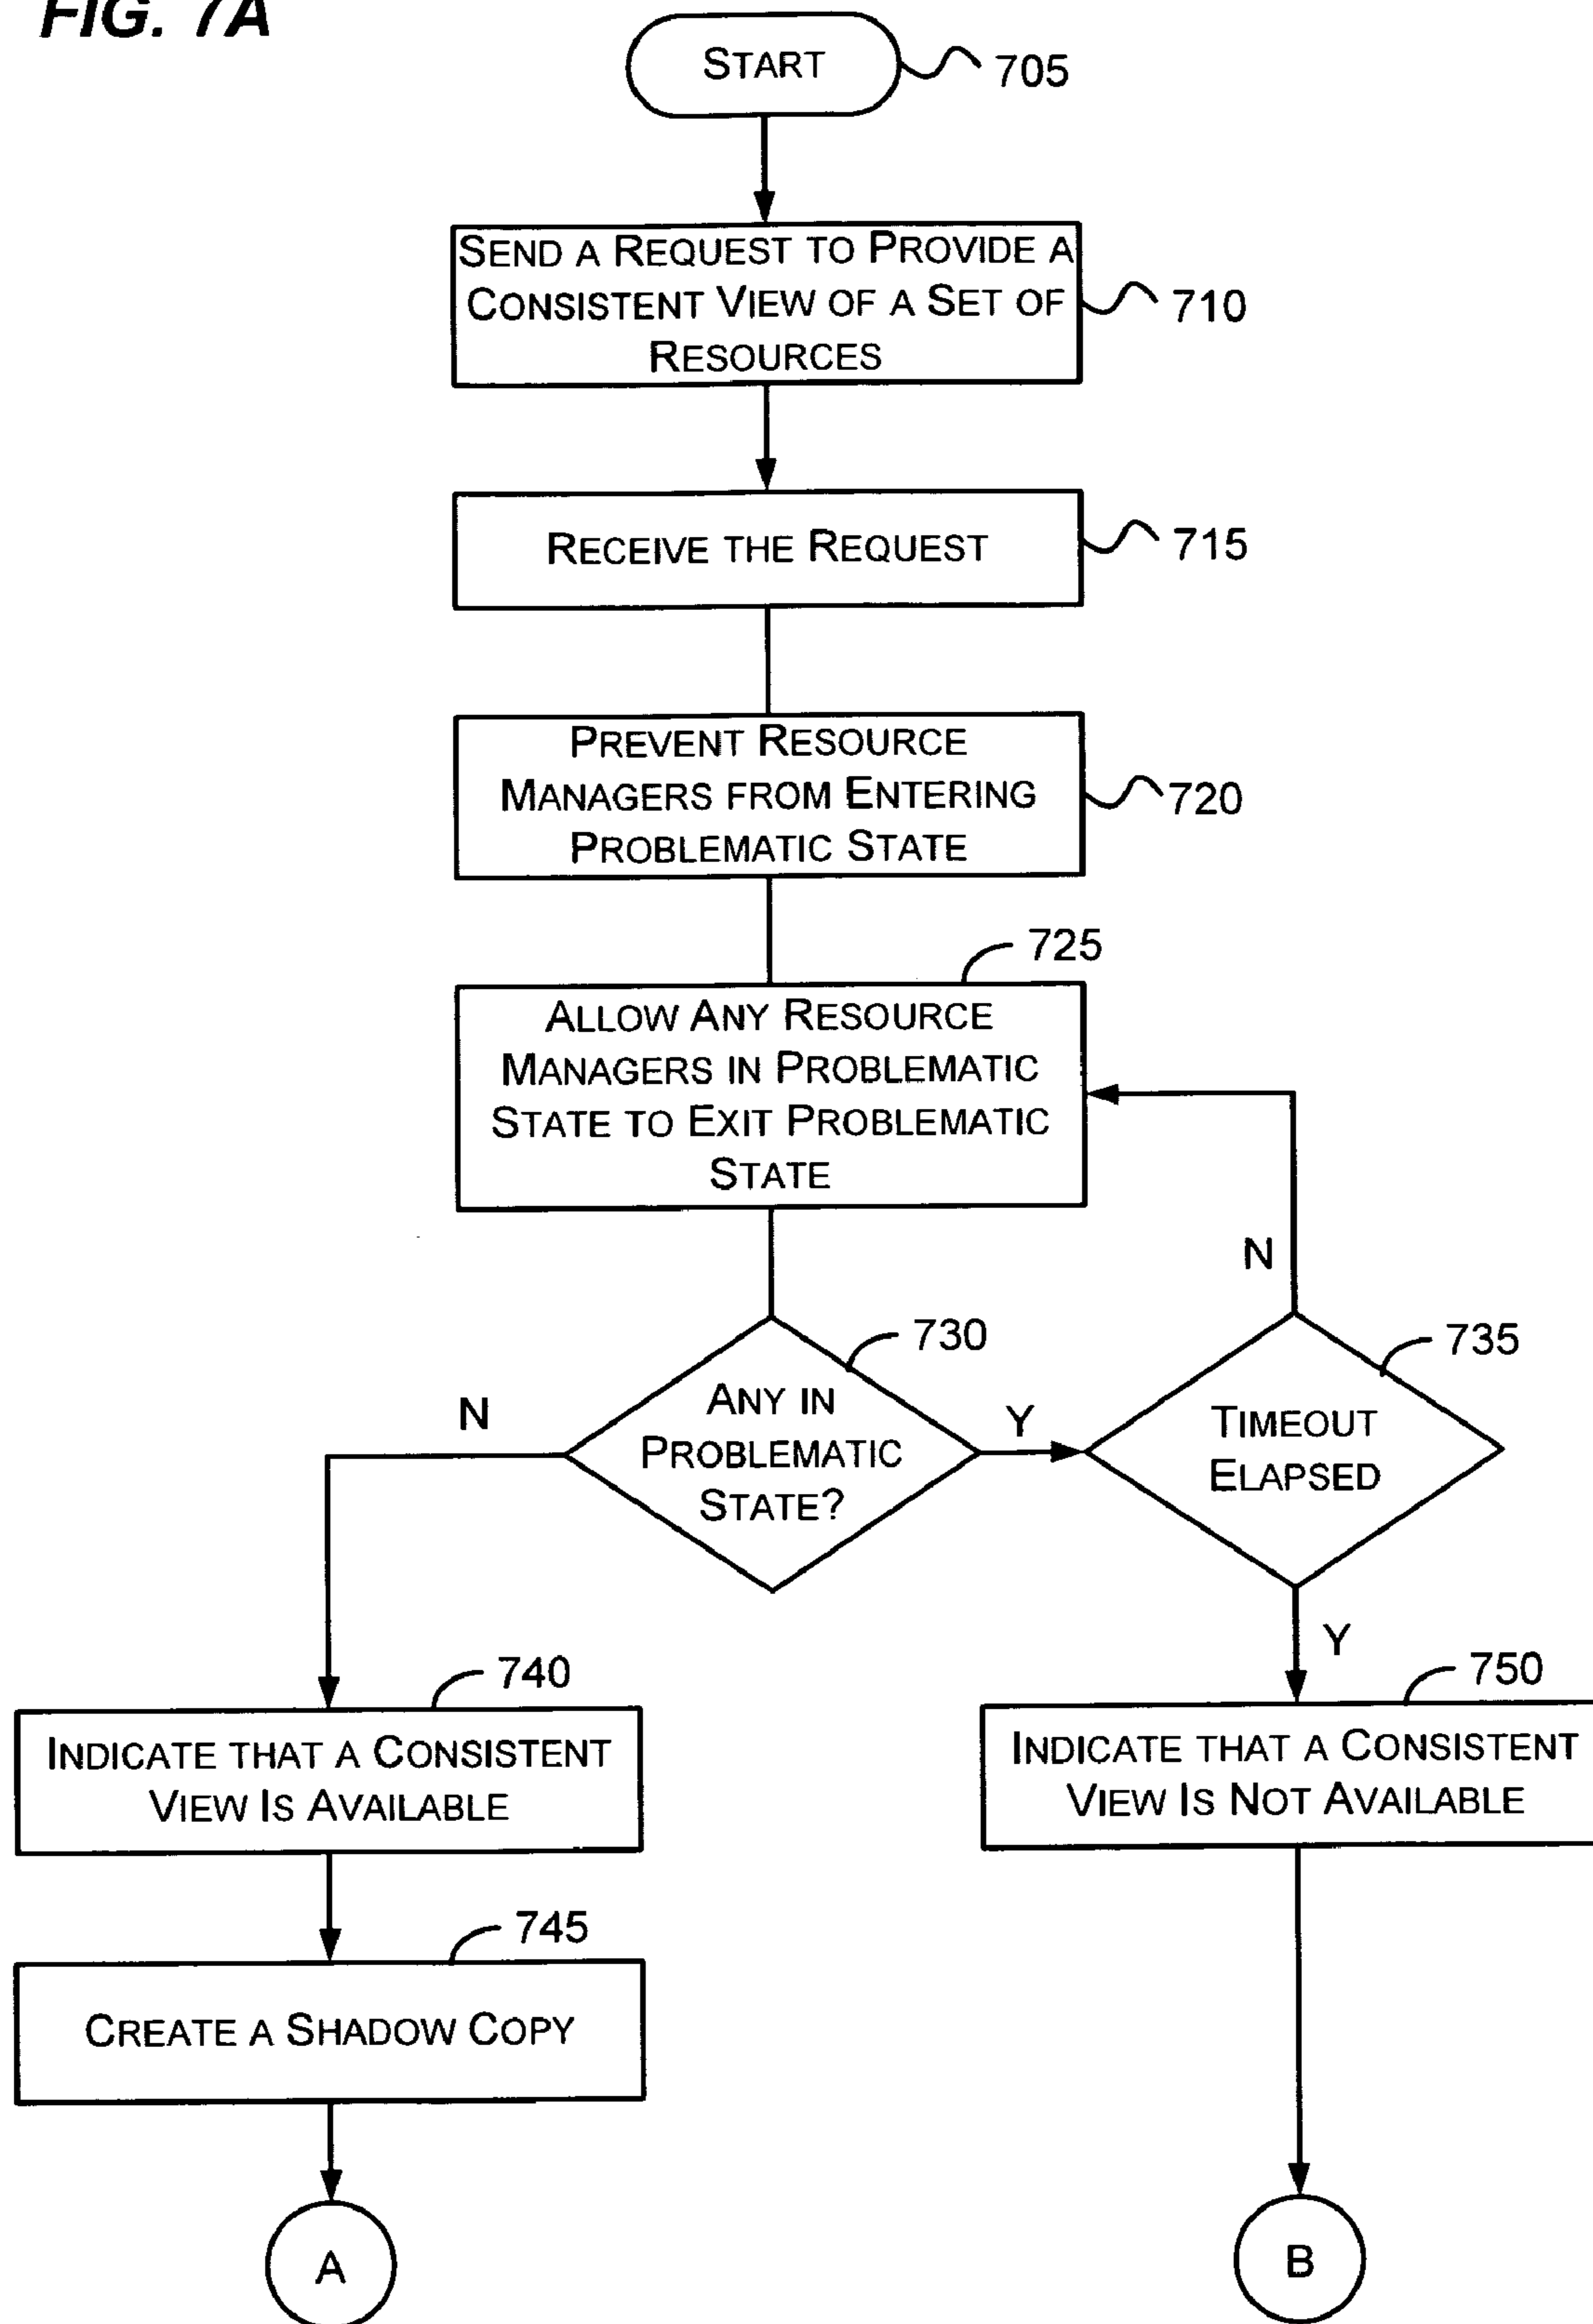 FIG. 7A
START
705
SEND A REQUEST TO PROVIDE A
CONSISTENT VIEW OF A SET OF
RESOURCES
710
RECEIVE THE REQUEST
715
PREVENT RESOURCE
MANAGERS FROM ENTERING
PROBLEMATIC STATE
720
725
ALLOW ANY RESOURCE
MANAGERS IN PROBLEMATIC
STATE TO EXIT PROBLEMATIC
STATE
N
730
735
N
ANY IN
PROBLEMATIC
STATE?
Y
TIMEOUT
ELAPSED
Y
740
750
INDICATE THAT A CONSISTENT
VIEW IS AVAILABLE
INDICATE THAT A CONSISTENT
VIEW IS NOT AVAILABLE
745
CREATE A SHADOW COPY
A
B